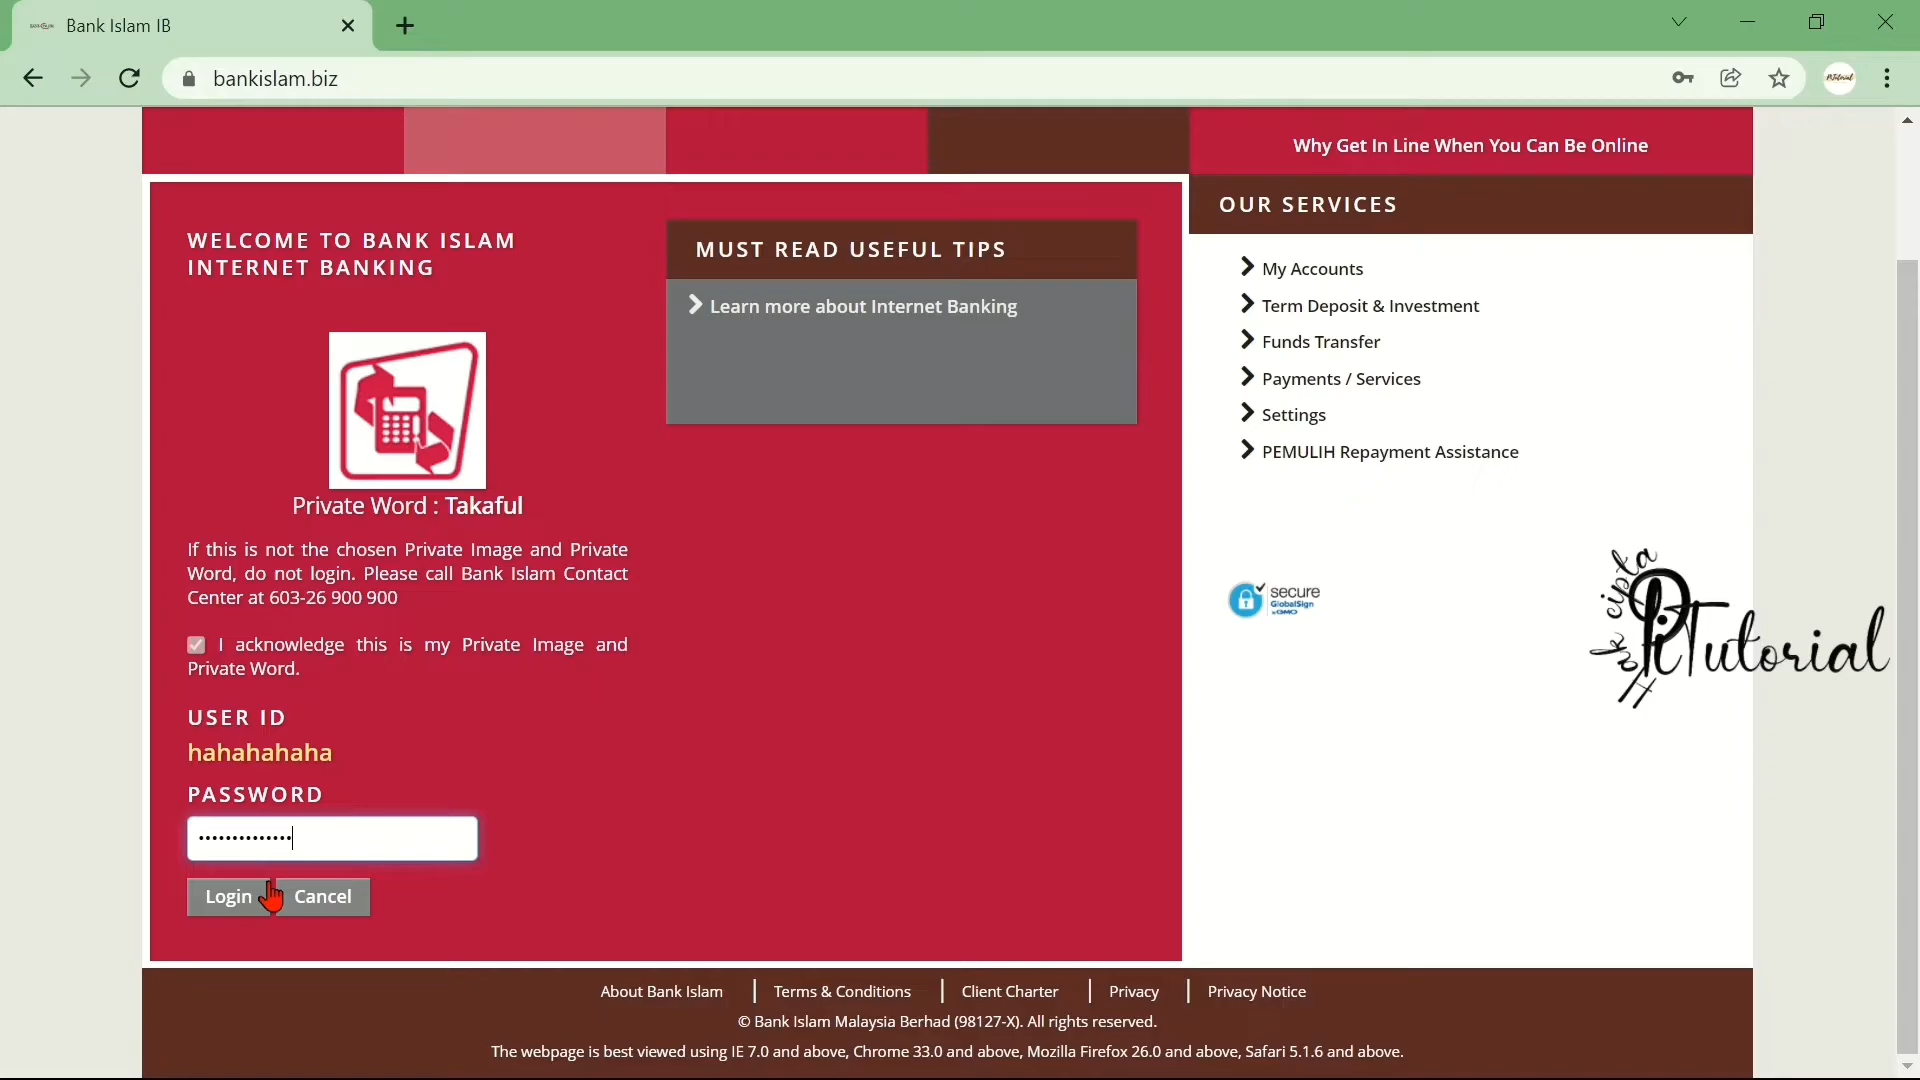 Bank Islam IB
bankislam.biz
Why Get In Line When You Can Be Online
WELCOME TO BANK ISLAM
INTERNET BANKING
Private Word : Takaful
If this is not the chosen Private Image and Private
Word, do not login. Please call Bank Islam Contact
Center at 603-26 900 900
I acknowledge this is my Private Image and
Private Word.
USER ID
hahahahaha
PASSWORD
••••••••••••••
Login
Cancel
MUST READ USEFUL TIPS
Learn more about Internet Banking
OUR SERVICES
My Accounts
Term Deposit & Investment
Funds Transfer
Payments / Services
Settings
PEMULIH Repayment Assistance
secure
GlobalSign
by GMO
Hak cipta
PiTutorial
About Bank Islam | Terms & Conditions | Client Charter | Privacy | Privacy Notice
© Bank Islam Malaysia Berhad (98127-X). All rights reserved.
The webpage is best viewed using IE 7.0 and above, Chrome 33.0 and above, Mozilla Firefox 26.0 and above, Safari 5.1.6 and above.